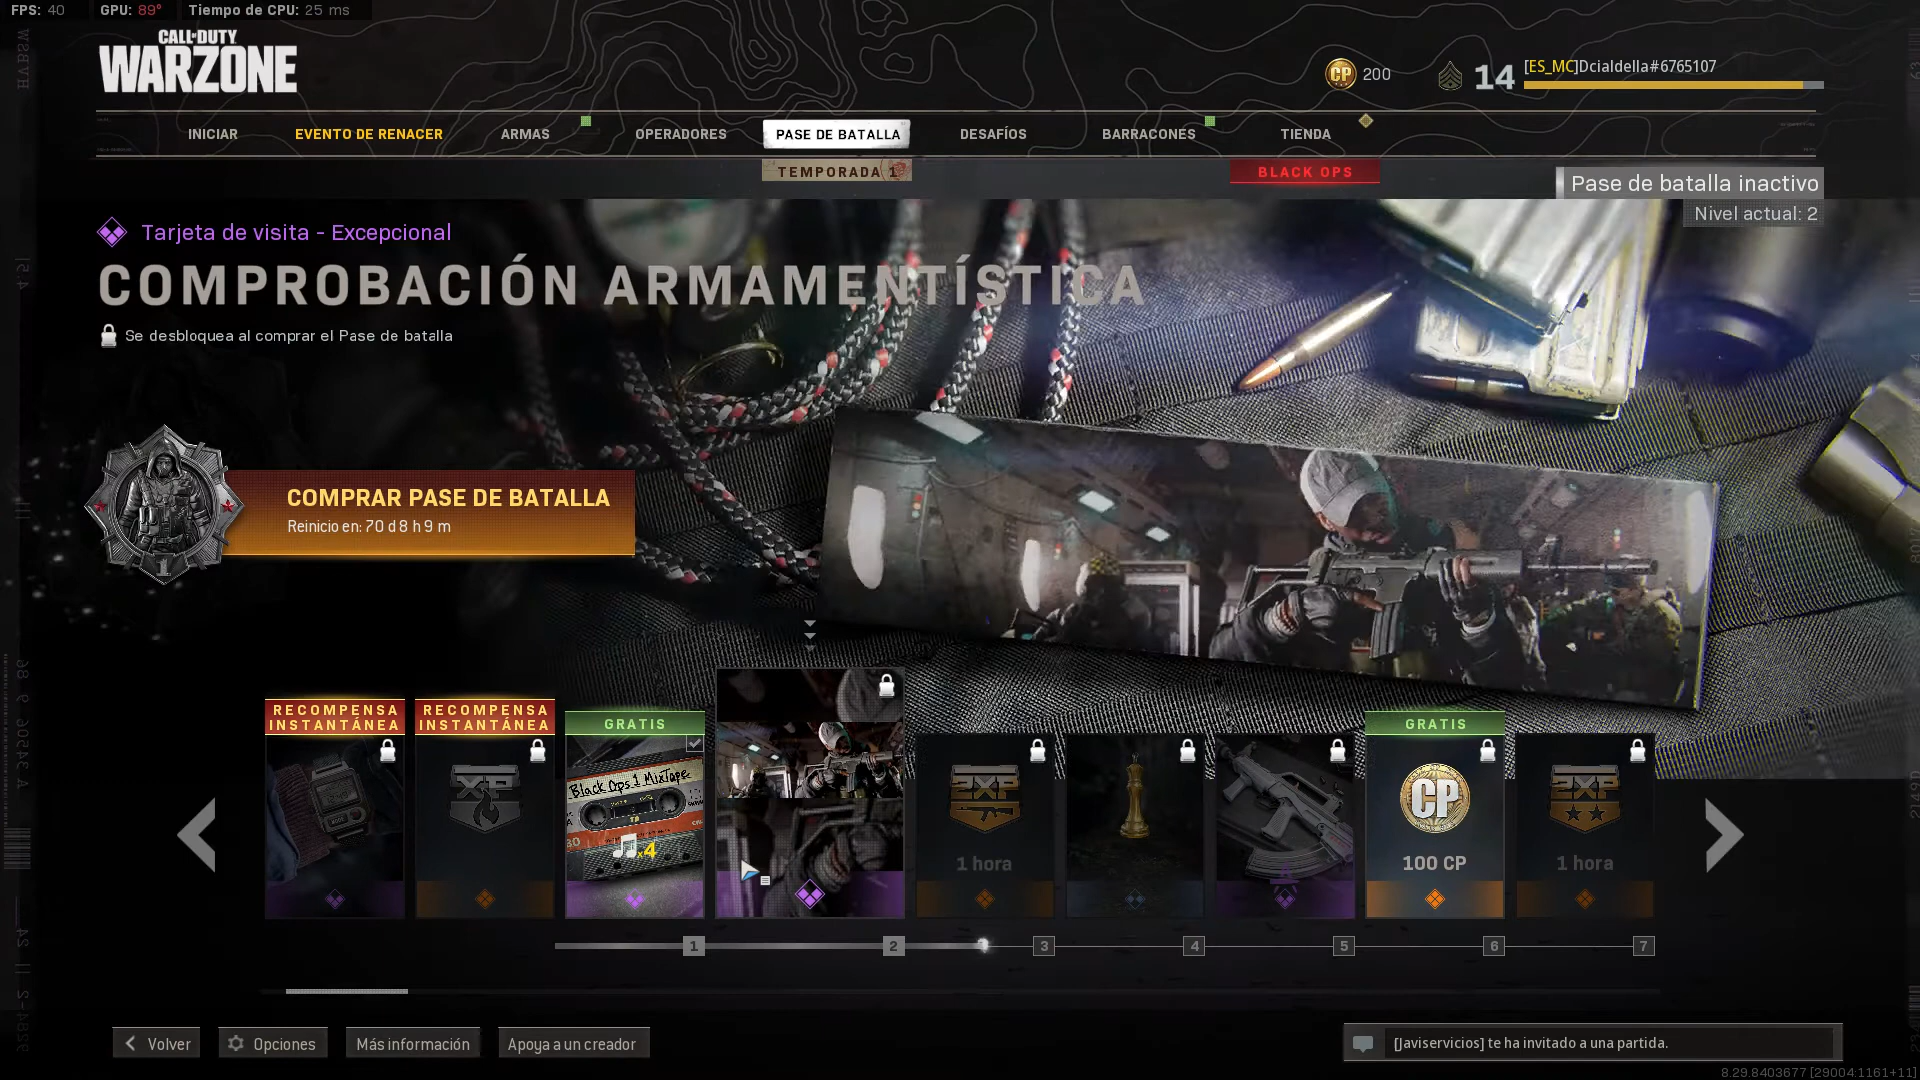 FPS: 40 GPU: 89° Tiempo de CPU: 25 ms
CALL OF DUTY
WARZONE
CP 200
14 [ES_MC]Dcialdella#6765107
INICIAR EVENTO DE RENACER ARMAS OPERADORES PASE DE BATALLA DESAFÍOS BARRACONES TIENDA
TEMPORADA 1 BLACK OPS
Pase de batalla inactivo
Nivel actual: 2
Tarjeta de visita - Excepcional
COMPROBACIÓN ARMAMENTÍSTICA
Se desbloquea al comprar el Pase de batalla
COMPRAR PASE DE BATALLA
Reinicio en: 70 d 8 h 9 m
RECOMPENSA INSTANTÁNEA
RECOMPENSA INSTANTÁNEA
GRATIS
Black Ops 1 MixTape
x4
2XP
1 hora
GRATIS
CP
100 CP
2XP
1 hora
1 2 3 4 5 6 7
Volver Opciones Más información Apoya a un creador
[Javiservicios] te ha invitado a una partida.
8.29.8403677 [29004:1161+11]